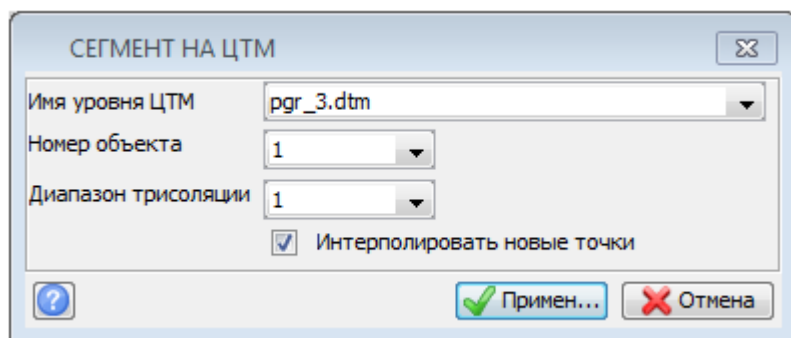 СЕГМЕНТ НА ЦТМ
Имя уровня ЦТМ pgr_3.dtm
Номер объекта 1
Диапазон трисоляции 1
Интерполировать новые точки
? Примен... Отмена